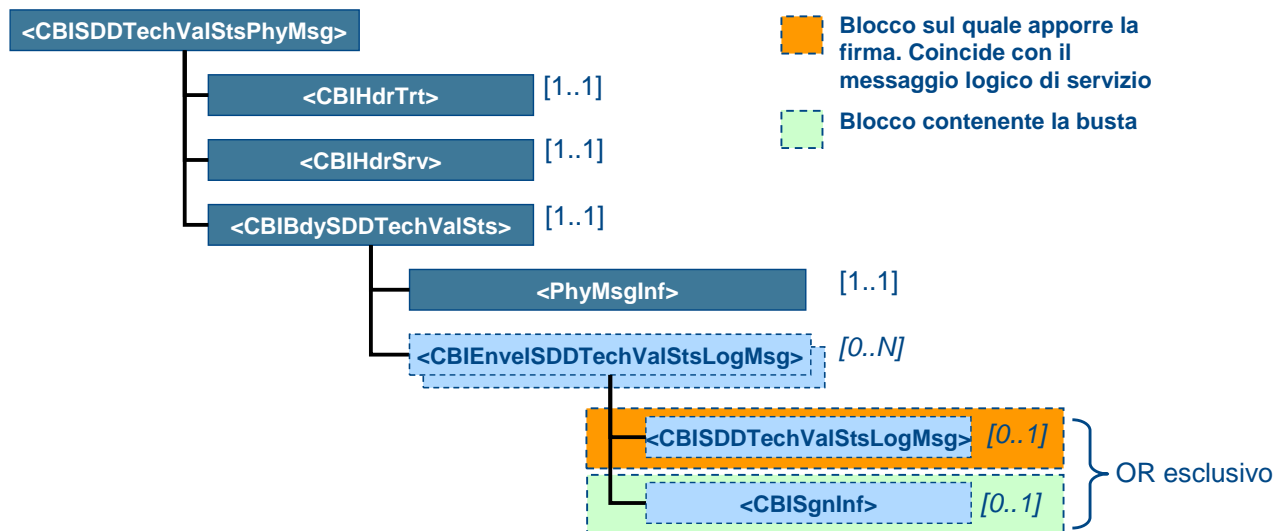 <CBISDDTechValStsPhyMsg>
Blocco sul quale apporre la
firma. Coincide con il
messaggio logico di servizio
<CBIHdrTrt> [1..1]
Blocco contenente la busta
<CBIHdrSrv> [1..1]
<CBIBdySDDTechValSts> [1..1]
<PhyMsgInf> [1..1]
<CBIEnvelSDDTechValStsLogMsg> [0..N]
<CBISDDTechValStsLogMsg> [0..1]
OR esclusivo
<CBISgnInf> [0..1]